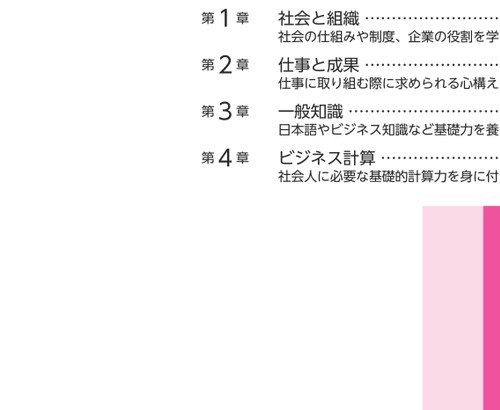 第1章 社会と組織 ……………………
社会の仕組みや制度、企業の役割を学
第2章 仕事と成果 ……………………
仕事に取り組む際に求められる心構え
第3章 一般知識 ……………………
日本語やビジネス知識など基礎力を養
第4章 ビジネス計算 ……………………
社会人に必要な基礎的計算力を身に付